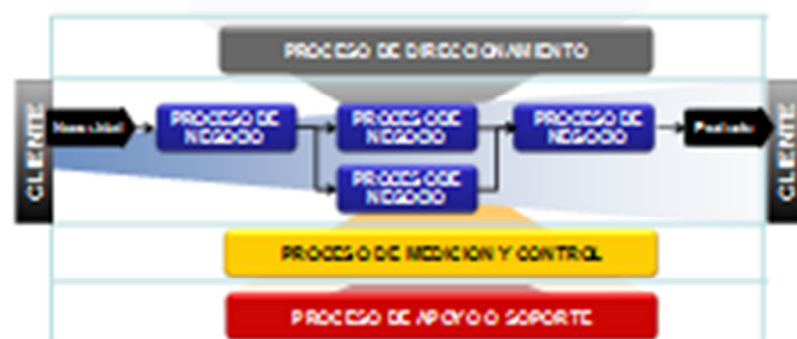 PROCESO DE DIRECCIONAMIENTO
CLIENTE
Necesidad
PROCESO DE
NEGOCIO
PROCESO DE
NEGOCIO
PROCESO DE
NEGOCIO
PROCESO DE
NEGOCIO
Producto
CLIENTE
PROCESO DE MEDICION Y CONTROL
PROCESO DE APOYO O SOPORTE